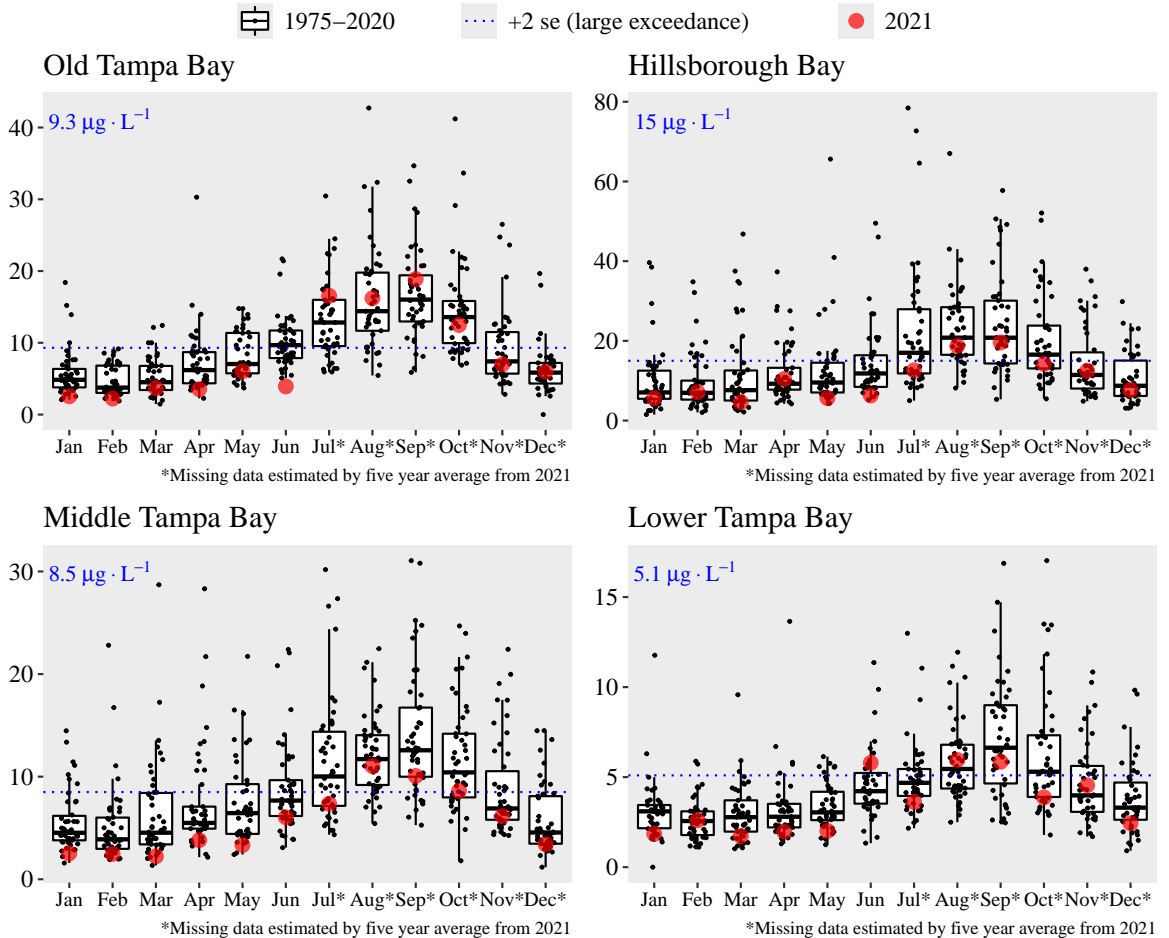 1975−2020 +2 se (large exceedance) 2021
Old Tampa Bay
9.3 μg · L⁻¹
40
30
20
10
0
Jan Feb Mar Apr May Jun Jul* Aug* Sep* Oct* Nov* Dec*
*Missing data estimated by five year average from 2021
Hillsborough Bay
15 μg · L⁻¹
80
60
40
20
0
Jan Feb Mar Apr May Jun Jul* Aug* Sep* Oct* Nov* Dec*
*Missing data estimated by five year average from 2021
Middle Tampa Bay
8.5 μg · L⁻¹
30
20
10
0
Jan Feb Mar Apr May Jun Jul* Aug* Sep* Oct* Nov* Dec*
*Missing data estimated by five year average from 2021
Lower Tampa Bay
5.1 μg · L⁻¹
15
10
5
0
Jan Feb Mar Apr May Jun Jul* Aug* Sep* Oct* Nov* Dec*
*Missing data estimated by five year average from 2021